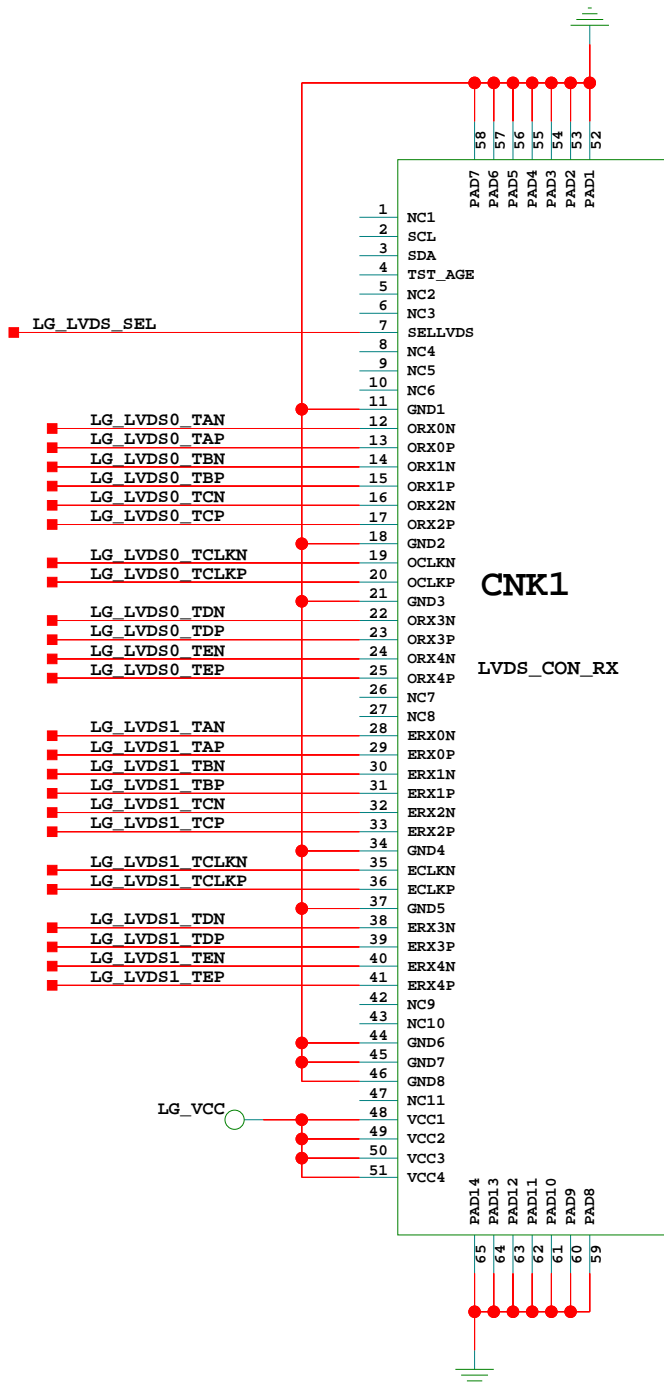 58 57 56 55 54 53 52
PAD7 PAD6 PAD5 PAD4 PAD3 PAD2 PAD1
1 NC1
2 SCL
3 SDA
4 TST_AGE
5 NC2
6 NC3
LG_LVDS_SEL 7 SELLVDS
8 NC4
9 NC5
10 NC6
11 GND1
LG_LVDS0_TAN 12 ORX0N
LG_LVDS0_TAP 13 ORX0P
LG_LVDS0_TBN 14 ORX1N
LG_LVDS0_TBP 15 ORX1P
LG_LVDS0_TCN 16 ORX2N
LG_LVDS0_TCP 17 ORX2P
18 GND2
LG_LVDS0_TCLKN 19 OCLKN
LG_LVDS0_TCLKP 20 OCLKP
CNK1
21 GND3
LG_LVDS0_TDN 22 ORX3N
LG_LVDS0_TDP 23 ORX3P
LG_LVDS0_TEN 24 ORX4N
LVDS_CON_RX
LG_LVDS0_TEP 25 ORX4P
26 NC7
27 NC8
LG_LVDS1_TAN 28 ERX0N
LG_LVDS1_TAP 29 ERX0P
LG_LVDS1_TBN 30 ERX1N
LG_LVDS1_TBP 31 ERX1P
LG_LVDS1_TCN 32 ERX2N
LG_LVDS1_TCP 33 ERX2P
34 GND4
LG_LVDS1_TCLKN 35 ECLKN
LG_LVDS1_TCLKP 36 ECLKP
37 GND5
LG_LVDS1_TDN 38 ERX3N
LG_LVDS1_TDP 39 ERX3P
LG_LVDS1_TEN 40 ERX4N
LG_LVDS1_TEP 41 ERX4P
42 NC9
43 NC10
44 GND6
45 GND7
46 GND8
47 NC11
LG_VCC 48 VCC1
49 VCC2
50 VCC3
51 VCC4
PAD14 PAD13 PAD12 PAD11 PAD10 PAD9 PAD8
65 64 63 62 61 60 59